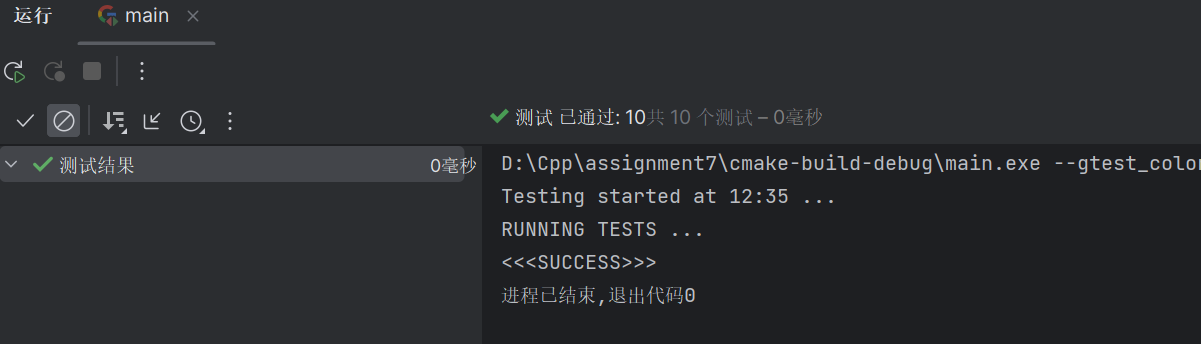 运行 main
测试 已通过: 10共 10 个测试 – 0毫秒
测试结果 0毫秒
D:\Cpp\assignment7\cmake-build-debug\main.exe --gtest_color
Testing started at 12:35 ...
RUNNING TESTS ...
<<<SUCCESS>>>
进程已结束,退出代码0